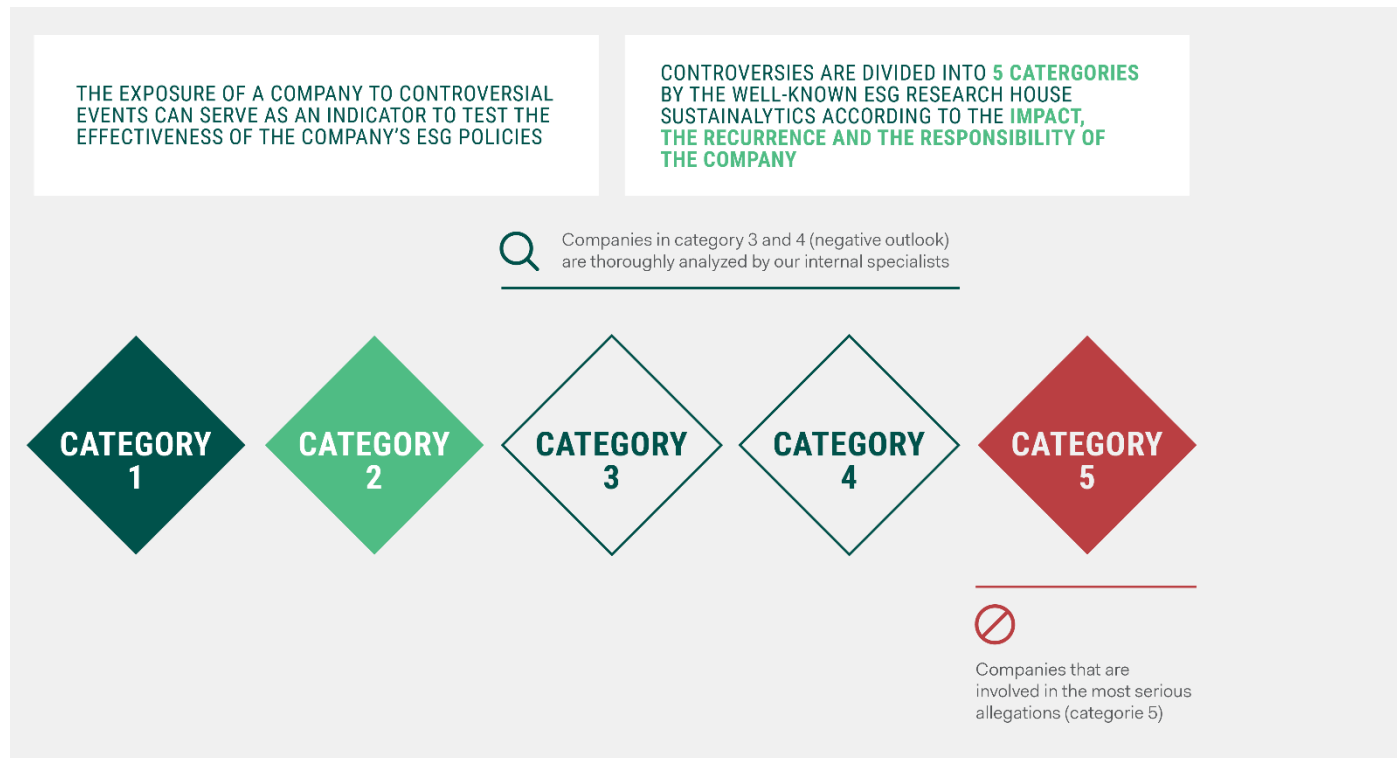 THE EXPOSURE OF A COMPANY TO CONTROVERSIAL
EVENTS CAN SERVE AS AN INDICATOR TO TEST THE
EFFECTIVENESS OF THE COMPANY'S ESG POLICIES
CONTROVERSIES ARE DIVIDED INTO 5 CATERGORIES
BY THE WELL-KNOWN ESG RESEARCH HOUSE
SUSTAINALYTICS ACCORDING TO THE IMPACT,
THE RECURRENCE AND THE RESPONSIBILITY OF
THE COMPANY
Companies in category 3 and 4 (negative outlook)
are thoroughly analyzed by our internal specialists
CATEGORY
1
CATEGORY
2
CATEGORY
3
CATEGORY
4
CATEGORY
5
Companies that are
involved in the most serious
allegations (categorie 5)